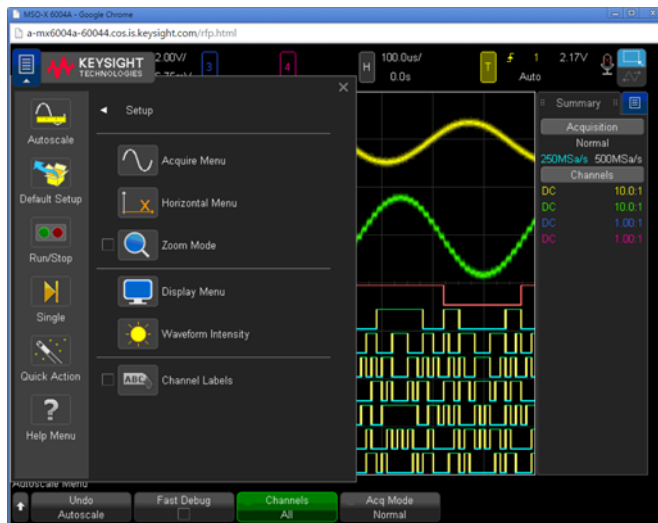 MSO-X 6004A - Google Chrome
a-mx6004a-60044.cos.is.keysight.com/rfp.html
KEYSIGHT
TECHNOLOGIES
2.00V/
3
4
H
100.0us/
0.0s
T
1
2.17V
Auto
Setup
Summary
Autoscale
Acquire Menu
Acquisition
Normal
250MSa/s 500MSa/s
Channels
Default Setup
Horizontal Menu
DC 10.0:1
DC 10.0:1
DC 1.00:1
DC 1.00:1
Run/Stop
Zoom Mode
Single
Display Menu
Waveform Intensity
Quick Action
ABC
Channel Labels
?
Help Menu
Autoscale Menu
Undo
Autoscale
Fast Debug
Channels
All
Acq Mode
Normal